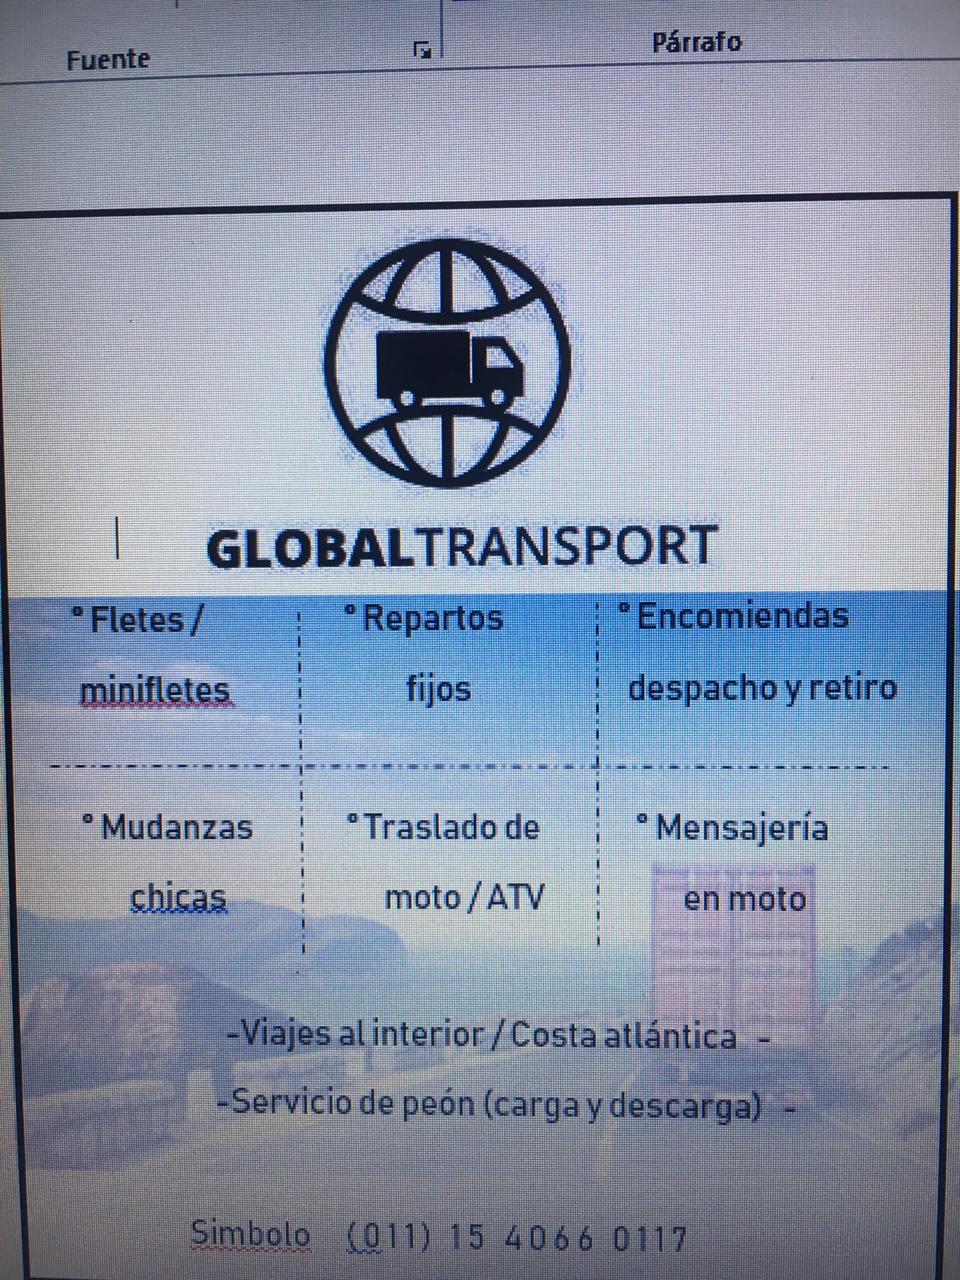 Fuente
Párrafo
GLOBALTRANSPORT
° Fletes / ° Repartos ° Encomiendas
minifletes fijos despacho y retiro
° Mudanzas ° Traslado de ° Mensajería
chicas moto / ATV en moto
-Viajes al interior / Costa atlántica -
-Servicio de peón (carga y descarga) -
Simbolo (011) 15 4066 0117